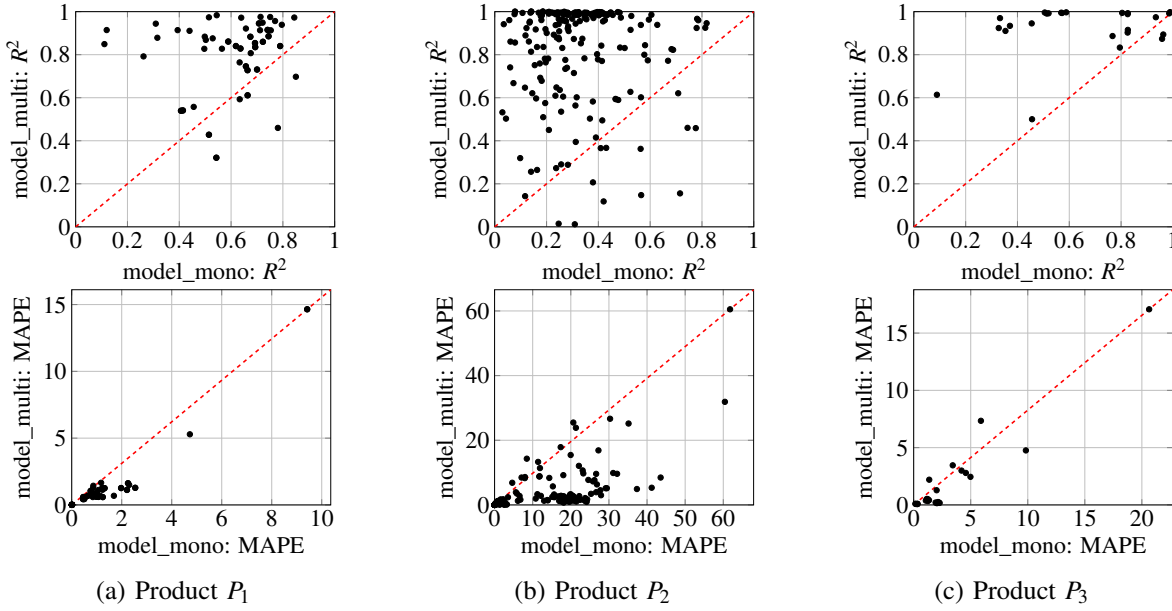 1
0.8
0.6
0.4
0.2
0
0 0.2 0.4 0.6 0.8 1
model_multi: R²
model_mono: R²
1
0.8
0.6
0.4
0.2
0
0 0.2 0.4 0.6 0.8 1
model_multi: R²
model_mono: R²
1
0.8
0.6
0.4
0.2
0
0 0.2 0.4 0.6 0.8 1
model_multi: R²
model_mono: R²
15
10
5
0
0 2 4 6 8 10
model_multi: MAPE
model_mono: MAPE
60
40
20
0
0 10 20 30 40 50 60
model_multi: MAPE
model_mono: MAPE
15
10
5
0
0 5 10 15 20
model_multi: MAPE
model_mono: MAPE
(a) Product P₁
(b) Product P₂
(c) Product P₃